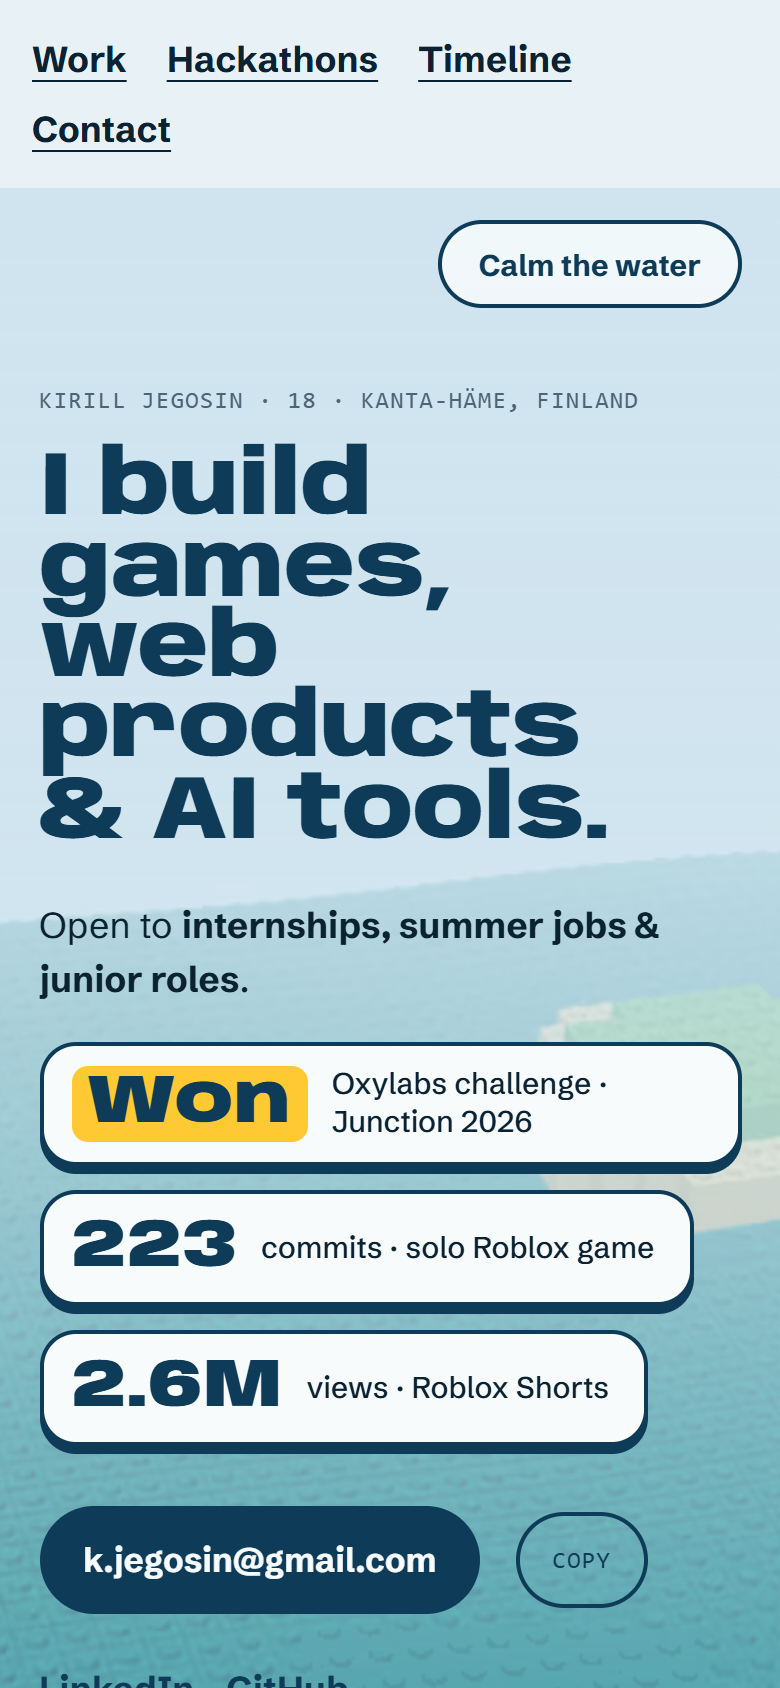 Work Hackathons Timeline
Contact
Calm the water
KIRILL JEGOSIN · 18 · KANTA-HÄME, FINLAND
I build
games,
web
products
& AI tools.
Open to internships, summer jobs &
junior roles.
Won Oxylabs challenge ·
Junction 2026
223 commits · solo Roblox game
2.6M views · Roblox Shorts
k.jegosin@gmail.com COPY
LinkedIn GitHub